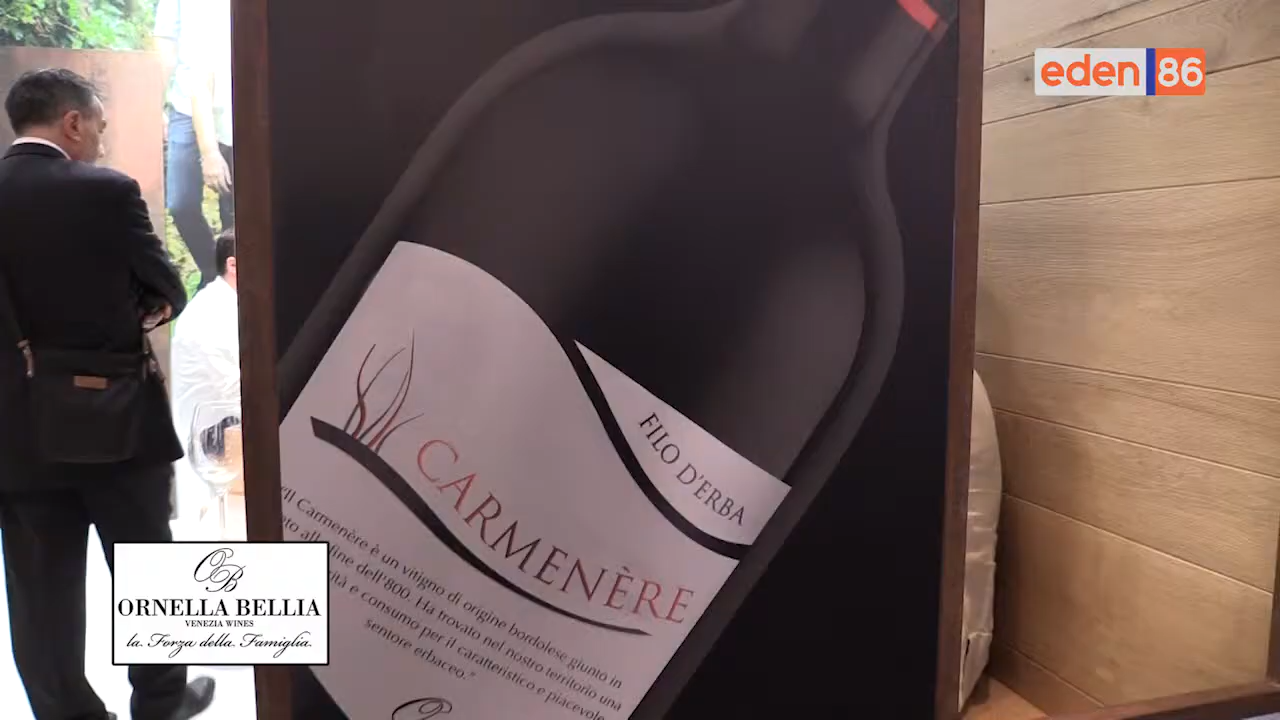 eden 86
FILO D'ERBA
CARMENÈRE
"Il Carmenère è un vitigno di origine bordolese giunto in
alla fine dell'800. Ha trovato nel nostro territorio una
e consumo per il caratteristico e piacevole
sentore erbaceo."
OB
ORNELLA BELLIA
VENEZIA WINES
la Forza della Famiglia.